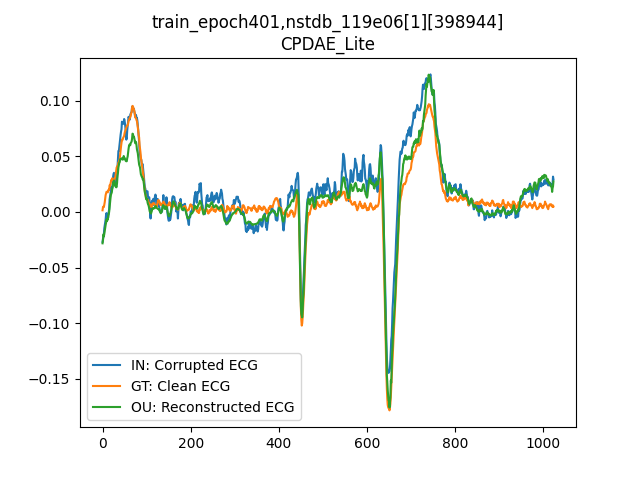 train_epoch401,nstdb_119e06[1][398944]
CPDAE_Lite
0.10
0.05
0.00
−0.05
−0.10
−0.15
IN: Corrupted ECG
GT: Clean ECG
OU: Reconstructed ECG
0 200 400 600 800 1000